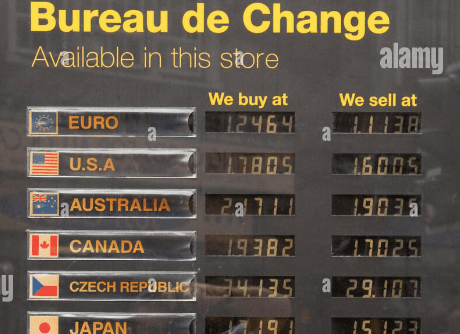 Bureau de Change
Available in this store
alamy
We buy at We sell at
EURO 1.2464 1.1138
U.S.A 1.7805 1.6005
AUSTRALIA 2.1711 1.9035
CANADA 1.9382 1.7025
CZECH REPUBLIC 34.135 29.107
JAPAN